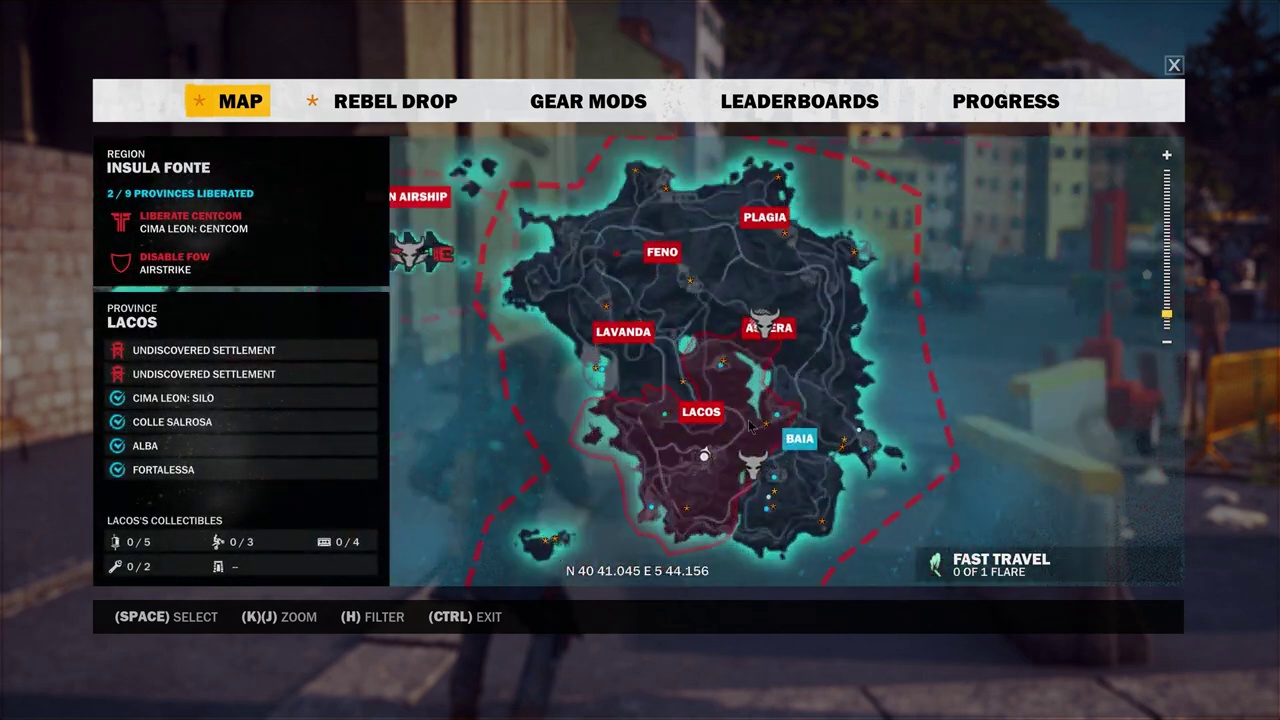 X
MAP
REBEL DROP
GEAR MODS
LEADERBOARDS
PROGRESS
REGION
INSULA FONTE
2 / 9 PROVINCES LIBERATED
LIBERATE CENTCOM
CIMA LEON: CENTCOM
DISABLE FOW
AIRSTRIKE
PROVINCE
LACOS
UNDISCOVERED SETTLEMENT
UNDISCOVERED SETTLEMENT
CIMA LEON: SILO
COLLE SALROSA
ALBA
FORTALESSA
LACOS'S COLLECTIBLES
0 / 5
0 / 3
0 / 4
0 / 2
–
N AIRSHIP
PLAGIA
FENO
LAVANDA
LACOS
BAIA
N 40 41.045 E 5 44.156
+
−
FAST TRAVEL
0 OF 1 FLARE
(SPACE) SELECT
(K)(J) ZOOM
(H) FILTER
(CTRL) EXIT